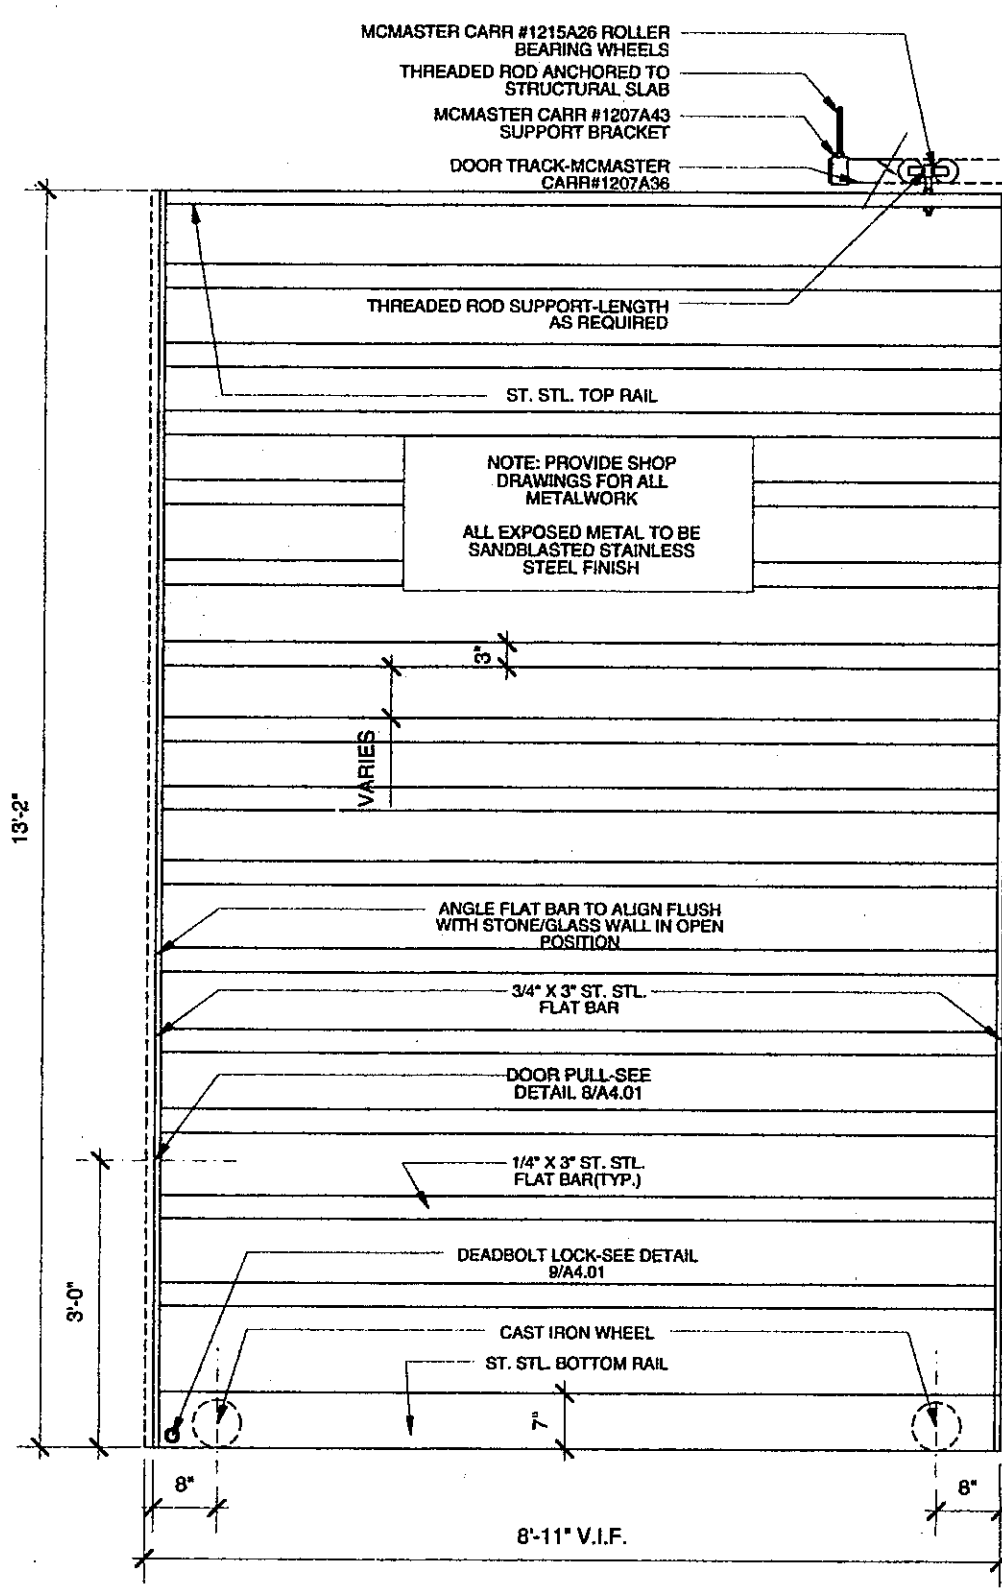 MCMASTER CARR #1215A26 ROLLER
BEARING WHEELS
THREADED ROD ANCHORED TO
STRUCTURAL SLAB
MCMASTER CARR #1207A43
SUPPORT BRACKET
DOOR TRACK-MCMASTER
CARR#1207A36
THREADED ROD SUPPORT-LENGTH
AS REQUIRED
ST. STL. TOP RAIL
NOTE: PROVIDE SHOP
DRAWINGS FOR ALL
METALWORK
ALL EXPOSED METAL TO BE
SANDBLASTED STAINLESS
STEEL FINISH
3"
VARIES
13'-2"
ANGLE FLAT BAR TO ALIGN FLUSH
WITH STONE/GLASS WALL IN OPEN
POSITION
3/4" X 3" ST. STL.
FLAT BAR
DOOR PULL-SEE
DETAIL 8/A4.01
1/4" X 3" ST. STL.
FLAT BAR(TYP.)
DEADBOLT LOCK-SEE DETAIL
9/A4.01
3'-0"
CAST IRON WHEEL
ST. STL. BOTTOM RAIL
7"
8"
8"
8'-11" V.I.F.